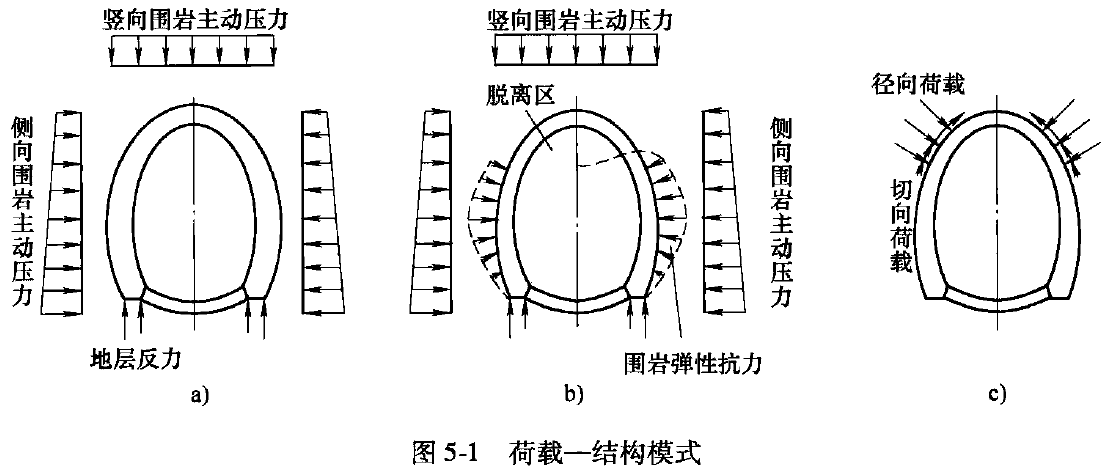 竖向围岩主动压力
侧向围岩主动压力
地层反力
a)
竖向围岩主动压力
脱离区
侧向围岩主动压力
围岩弹性抗力
b)
径向荷载
切向荷载
c)
图 5-1 荷载—结构模式